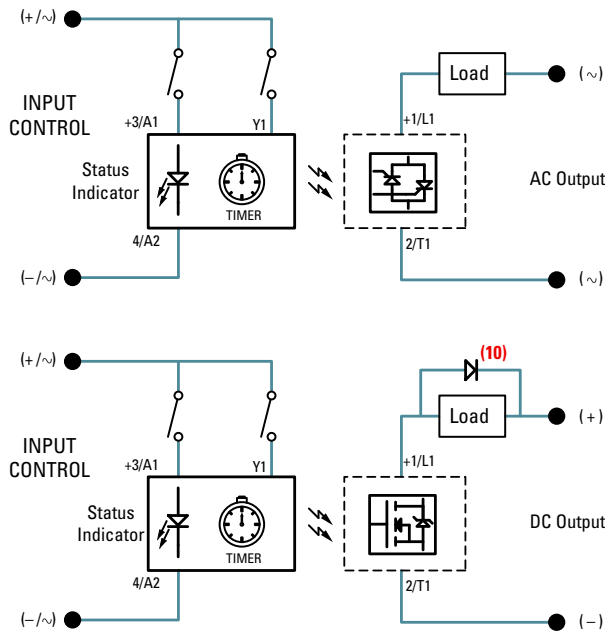 (+/~)
INPUT
CONTROL
+3/A1
Y1
Status
Indicator
TIMER
4/A2
(−/~)
Load
(~)
+1/L1
AC Output
2/T1
(~)
(+/~)
INPUT
CONTROL
+3/A1
Y1
Status
Indicator
TIMER
4/A2
(−/~)
(10)
Load
(+)
+1/L1
DC Output
2/T1
(−)